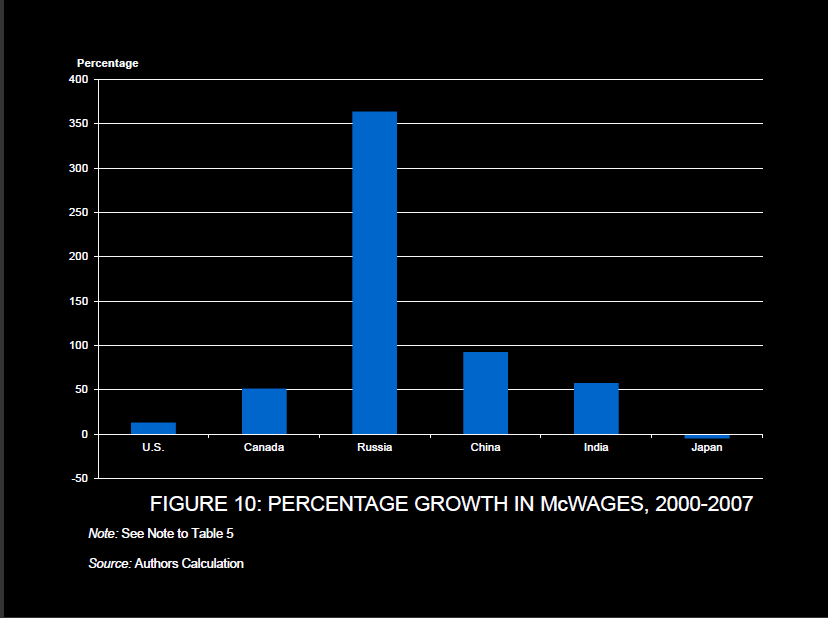 Percentage
400
350
300
250
200
150
100
50
0
-50
U.S. Canada Russia China India Japan
FIGURE 10: PERCENTAGE GROWTH IN McWAGES, 2000-2007
Note: See Note to Table 5
Source: Authors Calculation